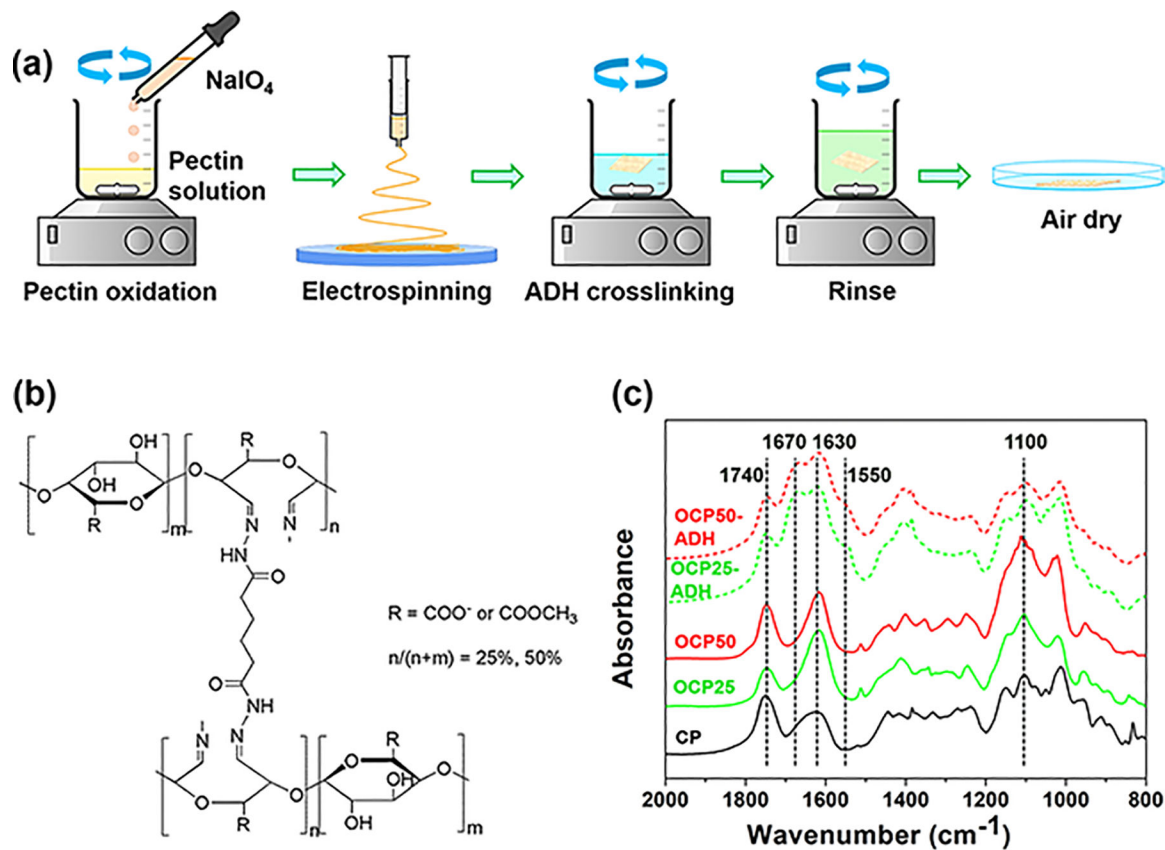 (a)
NaIO₄
Pectin
solution
Pectin oxidation
Electrospinning
ADH crosslinking
Rinse
Air dry
(b)
R
OH
OH
O
O
O
O
R
m
N
N
n
HN
O
R = COO⁻ or COOCH₃
n/(n+m) = 25%, 50%
O
NH
N
N
R
O
O
O
O
R
n
OH
OH
m
(c)
1670 1630
1100
1740
1550
OCP50-
ADH
OCP25-
ADH
OCP50
OCP25
CP
Absorbance
2000 1800 1600 1400 1200 1000 800
Wavenumber (cm⁻¹)